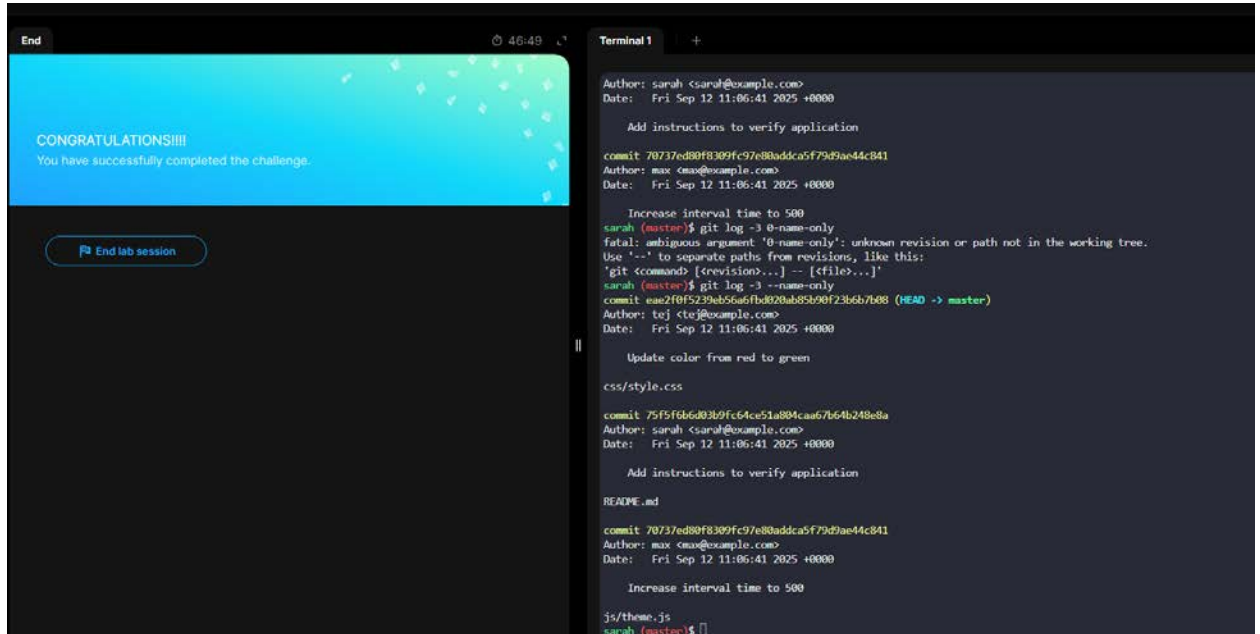 End
46:49
CONGRATULATIONS!!!!
You have successfully completed the challenge.
End lab session
Terminal 1
+
Author: sarah <sarah@example.com>
Date:   Fri Sep 12 11:06:41 2025 +0000
Add instructions to verify application
commit 70737ed80f8309fc97e80addca5f79d9ae44c841
Author: max <max@example.com>
Date:   Fri Sep 12 11:06:41 2025 +0000
Increase interval time to 500
sarah (master)$ git log -3 0-name-only
fatal: ambiguous argument '0-name-only': unknown revision or path not in the working tree.
Use '--' to separate paths from revisions, like this:
'git <command> [<revision>...] -- [<file>...]'
sarah (master)$ git log -3 --name-only
commit eae2f0f5239eb56a6fbd020ab85b90f23b6b7b08 (HEAD -> master)
Author: tej <tej@example.com>
Date:   Fri Sep 12 11:06:41 2025 +0000
Update color from red to green
css/style.css
commit 75f5f6b6d03b9fc64ce51a804caa67b64b248e8a
Author: sarah <sarah@example.com>
Date:   Fri Sep 12 11:06:41 2025 +0000
Add instructions to verify application
README.md
commit 70737ed80f8309fc97e80addca5f79d9ae44c841
Author: max <max@example.com>
Date:   Fri Sep 12 11:06:41 2025 +0000
Increase interval time to 500
js/theme.js
sarah (master)$